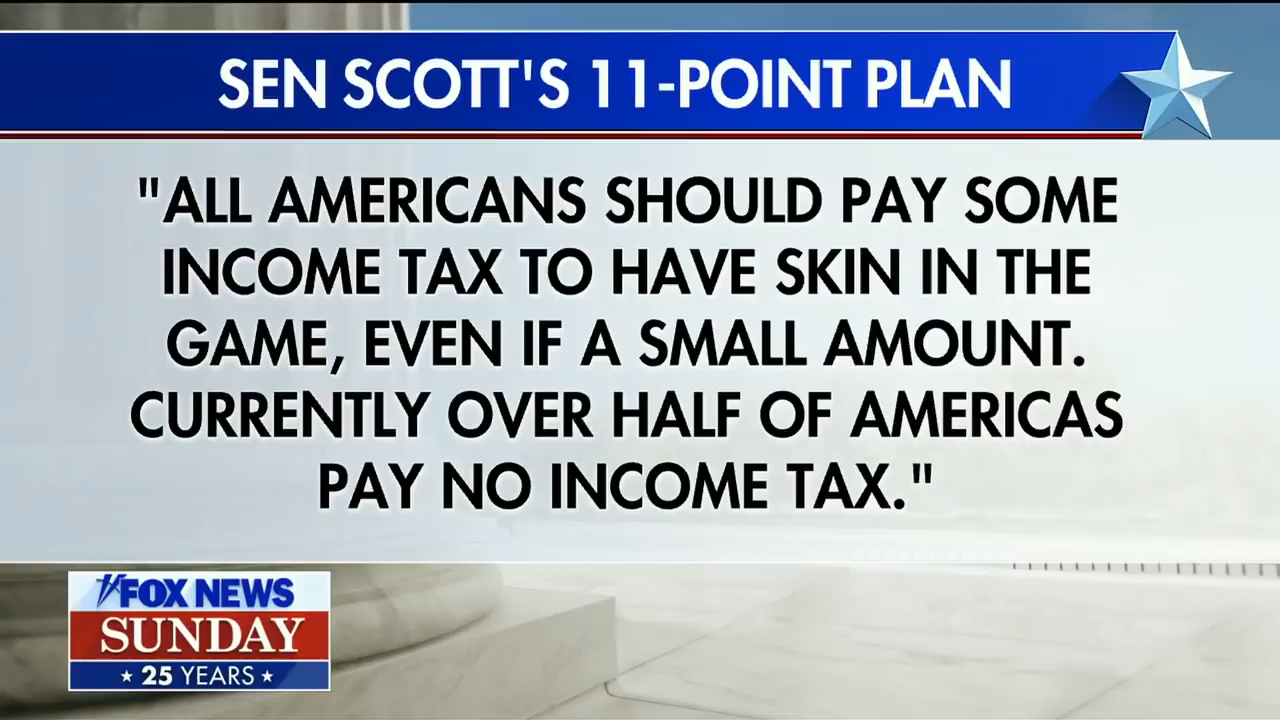 SEN SCOTT'S 11-POINT PLAN
"ALL AMERICANS SHOULD PAY SOME
INCOME TAX TO HAVE SKIN IN THE
GAME, EVEN IF A SMALL AMOUNT.
CURRENTLY OVER HALF OF AMERICAS
PAY NO INCOME TAX."
FOX NEWS
SUNDAY
25 YEARS